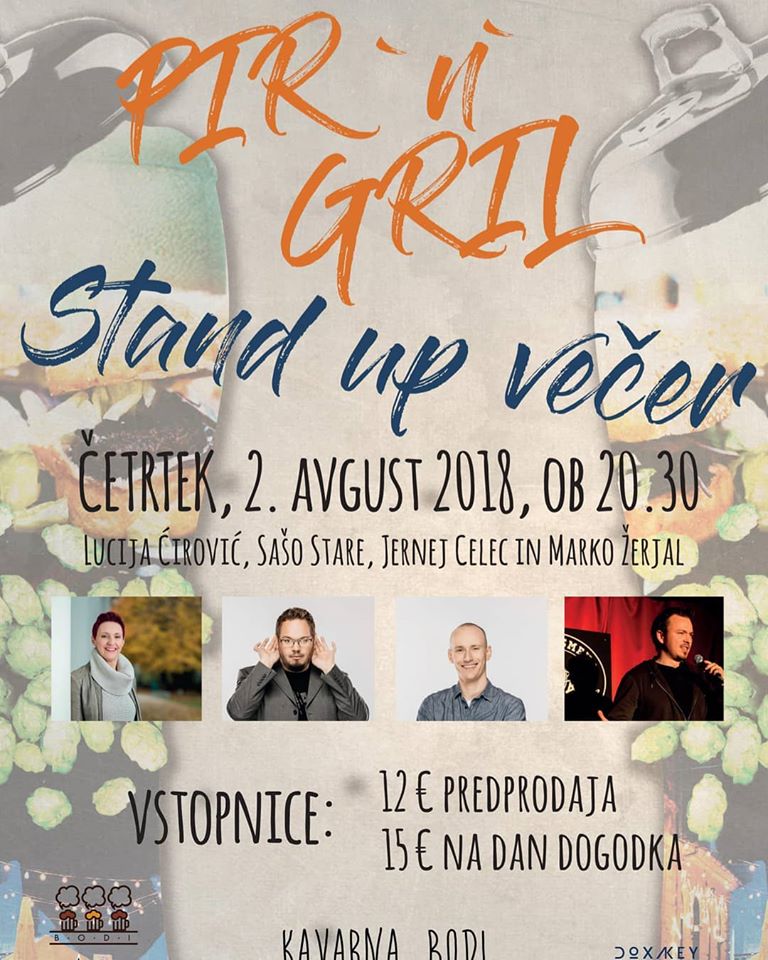 PIR `n`
GRIL
Stand up večer
ČETRTEK, 2. AVGUST 2018, OB 20.30
LUCIJA ĆIROVIĆ, SAŠO STARE, JERNEJ CELEC IN MARKO ŽERJAL
VSTOPNICE:
12 € PREDPRODAJA
15 € NA DAN DOGODKA
B·O·D·I
KAVARNA BODI